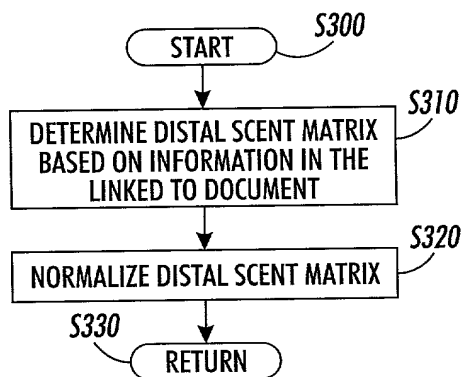 START
S300
DETERMINE DISTAL SCENT MATRIX
BASED ON INFORMATION IN THE
LINKED TO DOCUMENT
S310
NORMALIZE DISTAL SCENT MATRIX
S320
S330
RETURN